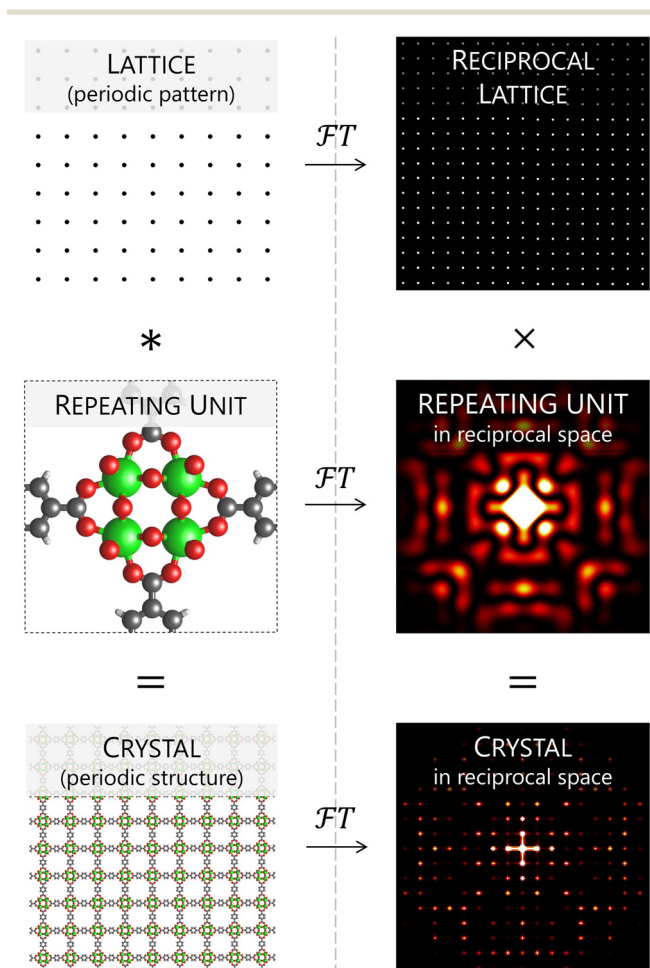 LATTICE
(periodic pattern)
RECIPROCAL
LATTICE
ℱT
*
×
REPEATING UNIT
REPEATING UNIT
in reciprocal space
ℱT
=
=
CRYSTAL
(periodic structure)
CRYSTAL
in reciprocal space
ℱT